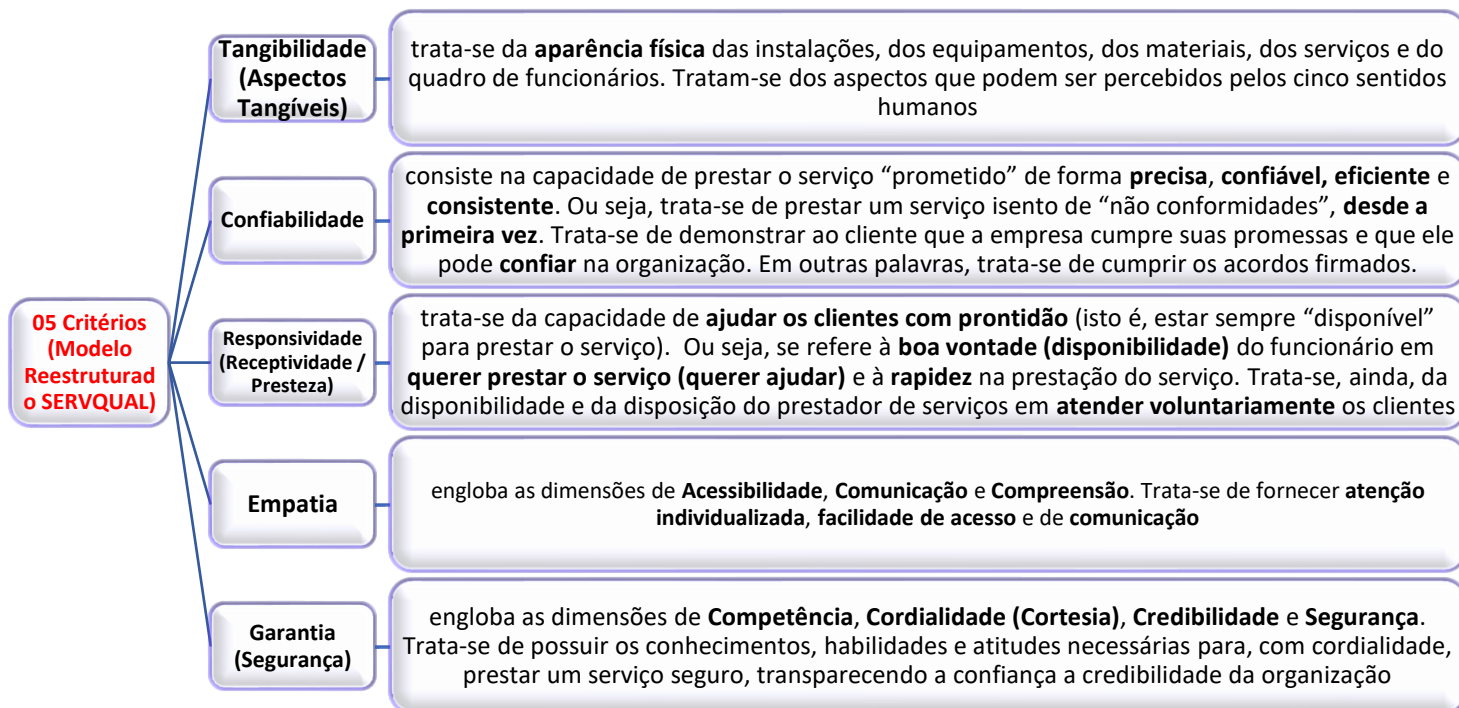 Tangibilidade
(Aspectos
Tangíveis)
trata-se da aparência física das instalações, dos equipamentos, dos materiais, dos serviços e do
quadro de funcionários. Tratam-se dos aspectos que podem ser percebidos pelos cinco sentidos
humanos
Confiabilidade
consiste na capacidade de prestar o serviço “prometido” de forma precisa, confiável, eficiente e
consistente. Ou seja, trata-se de prestar um serviço isento de “não conformidades”, desde a
primeira vez. Trata-se de demonstrar ao cliente que a empresa cumpre suas promessas e que ele
pode confiar na organização. Em outras palavras, trata-se de cumprir os acordos firmados.
05 Critérios
(Modelo
Reestruturad
o SERVQUAL)
Responsividade
(Receptividade /
Presteza)
trata-se da capacidade de ajudar os clientes com prontidão (isto é, estar sempre “disponível”
para prestar o serviço). Ou seja, se refere à boa vontade (disponibilidade) do funcionário em
querer prestar o serviço (querer ajudar) e à rapidez na prestação do serviço. Trata-se, ainda, da
disponibilidade e da disposição do prestador de serviços em atender voluntariamente os clientes
Empatia
engloba as dimensões de Acessibilidade, Comunicação e Compreensão. Trata-se de fornecer atenção
individualizada, facilidade de acesso e de comunicação
Garantia
(Segurança)
engloba as dimensões de Competência, Cordialidade (Cortesia), Credibilidade e Segurança.
Trata-se de possuir os conhecimentos, habilidades e atitudes necessárias para, com cordialidade,
prestar um serviço seguro, transparecendo a confiança a credibilidade da organização